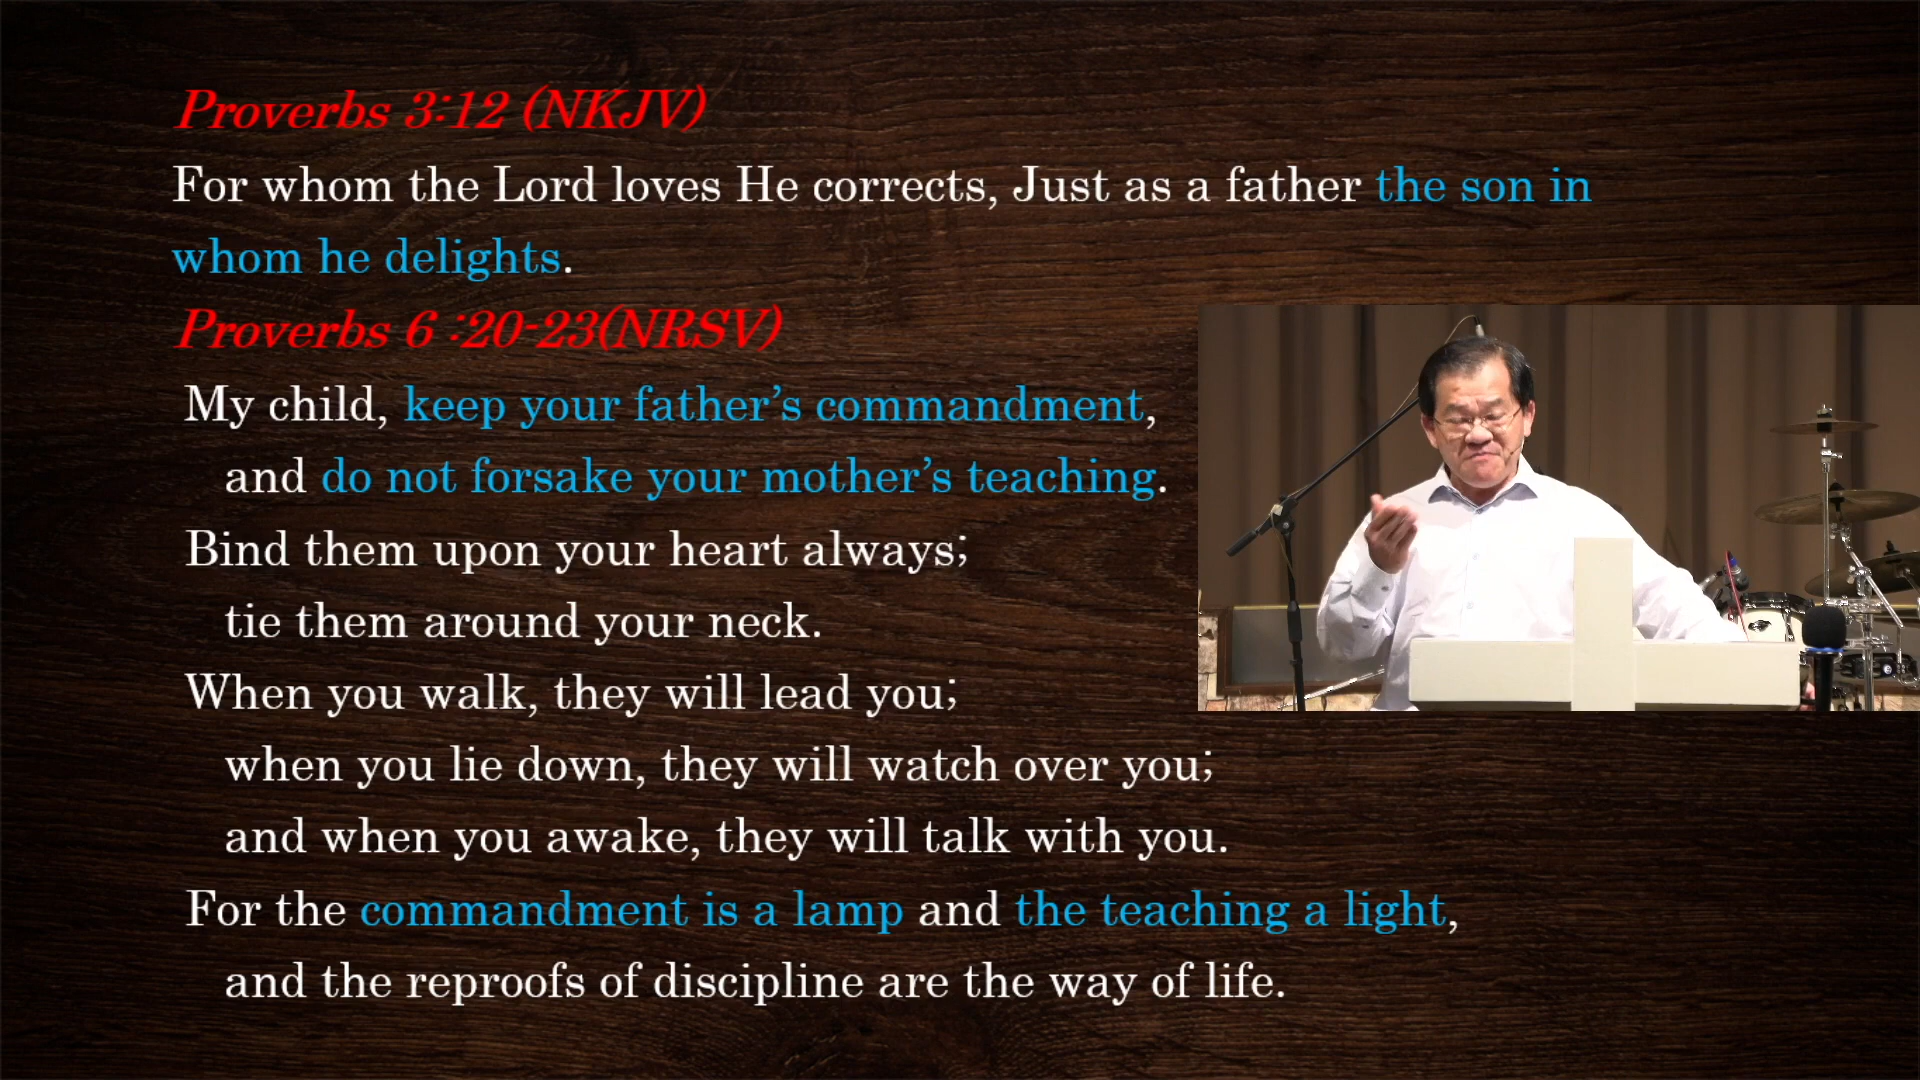 Proverbs 3:12 (NKJV)
For whom the Lord loves He corrects, Just as a father the son in
whom he delights.
Proverbs 6 :20-23(NRSV)
My child, keep your father’s commandment,
and do not forsake your mother’s teaching.
Bind them upon your heart always;
tie them around your neck.
When you walk, they will lead you;
when you lie down, they will watch over you;
and when you awake, they will talk with you.
For the commandment is a lamp and the teaching a light,
and the reproofs of discipline are the way of life.